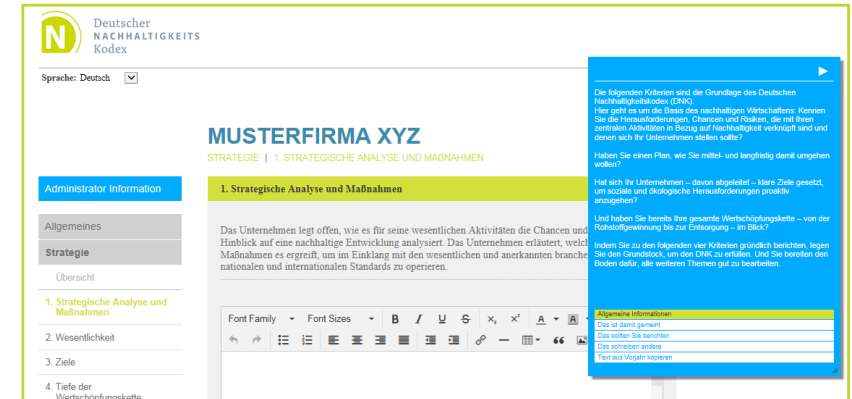 N
Deutscher
NACHHALTIGKEITS
Kodex
Sprache: Deutsch
MUSTERFIRMA XYZ
STRATEGIE | 1. STRATEGISCHE ANALYSE UND MAßNAHMEN
Administrator Information
Allgemeines
Strategie
Übersicht
1. Strategische Analyse und
Maßnahmen
2. Wesentlichkeit
3. Ziele
4. Tiefe der
Wertschöpfungskette
1. Strategische Analyse und Maßnahmen
Das Unternehmen legt offen, wie es für seine wesentlichen Aktivitäten die Chancen und
Hinblick auf eine nachhaltige Entwicklung analysiert. Das Unternehmen erläutert, welch
Maßnahmen es ergreift, um im Einklang mit den wesentlichen und anerkannten branche
nationalen und internationalen Standards zu operieren.
Font Family Font Sizes B I U S x₂ x² A A
Die folgenden Kriterien sind die Grundlage des Deutschen
Nachhaltigkeitskodex (DNK).
Hier geht es um die Basis des nachhaltigen Wirtschaftens: Kennen
Sie die Herausforderungen, Chancen und Risiken, die mit Ihren
zentralen Aktivitäten in Bezug auf Nachhaltigkeit verknüpft sind und
denen sich Ihr Unternehmen stellen sollte?
Haben Sie einen Plan, wie Sie mittel- und langfristig damit umgehen
wollen?
Hat sich Ihr Unternehmen – davon abgeleitet – klare Ziele gesetzt,
um soziale und ökologische Herausforderungen proaktiv
anzugehen?
Und haben Sie bereits Ihre gesamte Wertschöpfungskette – von der
Rohstoffgewinnung bis zur Entsorgung – im Blick?
Indem Sie zu den folgenden vier Kriterien gründlich berichten, legen
Sie den Grundstock, um den DNK zu erfüllen. Und Sie bereiten den
Boden dafür, alle weiteren Themen gut zu bearbeiten.
Allgemeine Informationen
Das ist damit gemeint
Das sollten Sie berichten
Das schreiben andere
Text aus Vorjahr kopieren